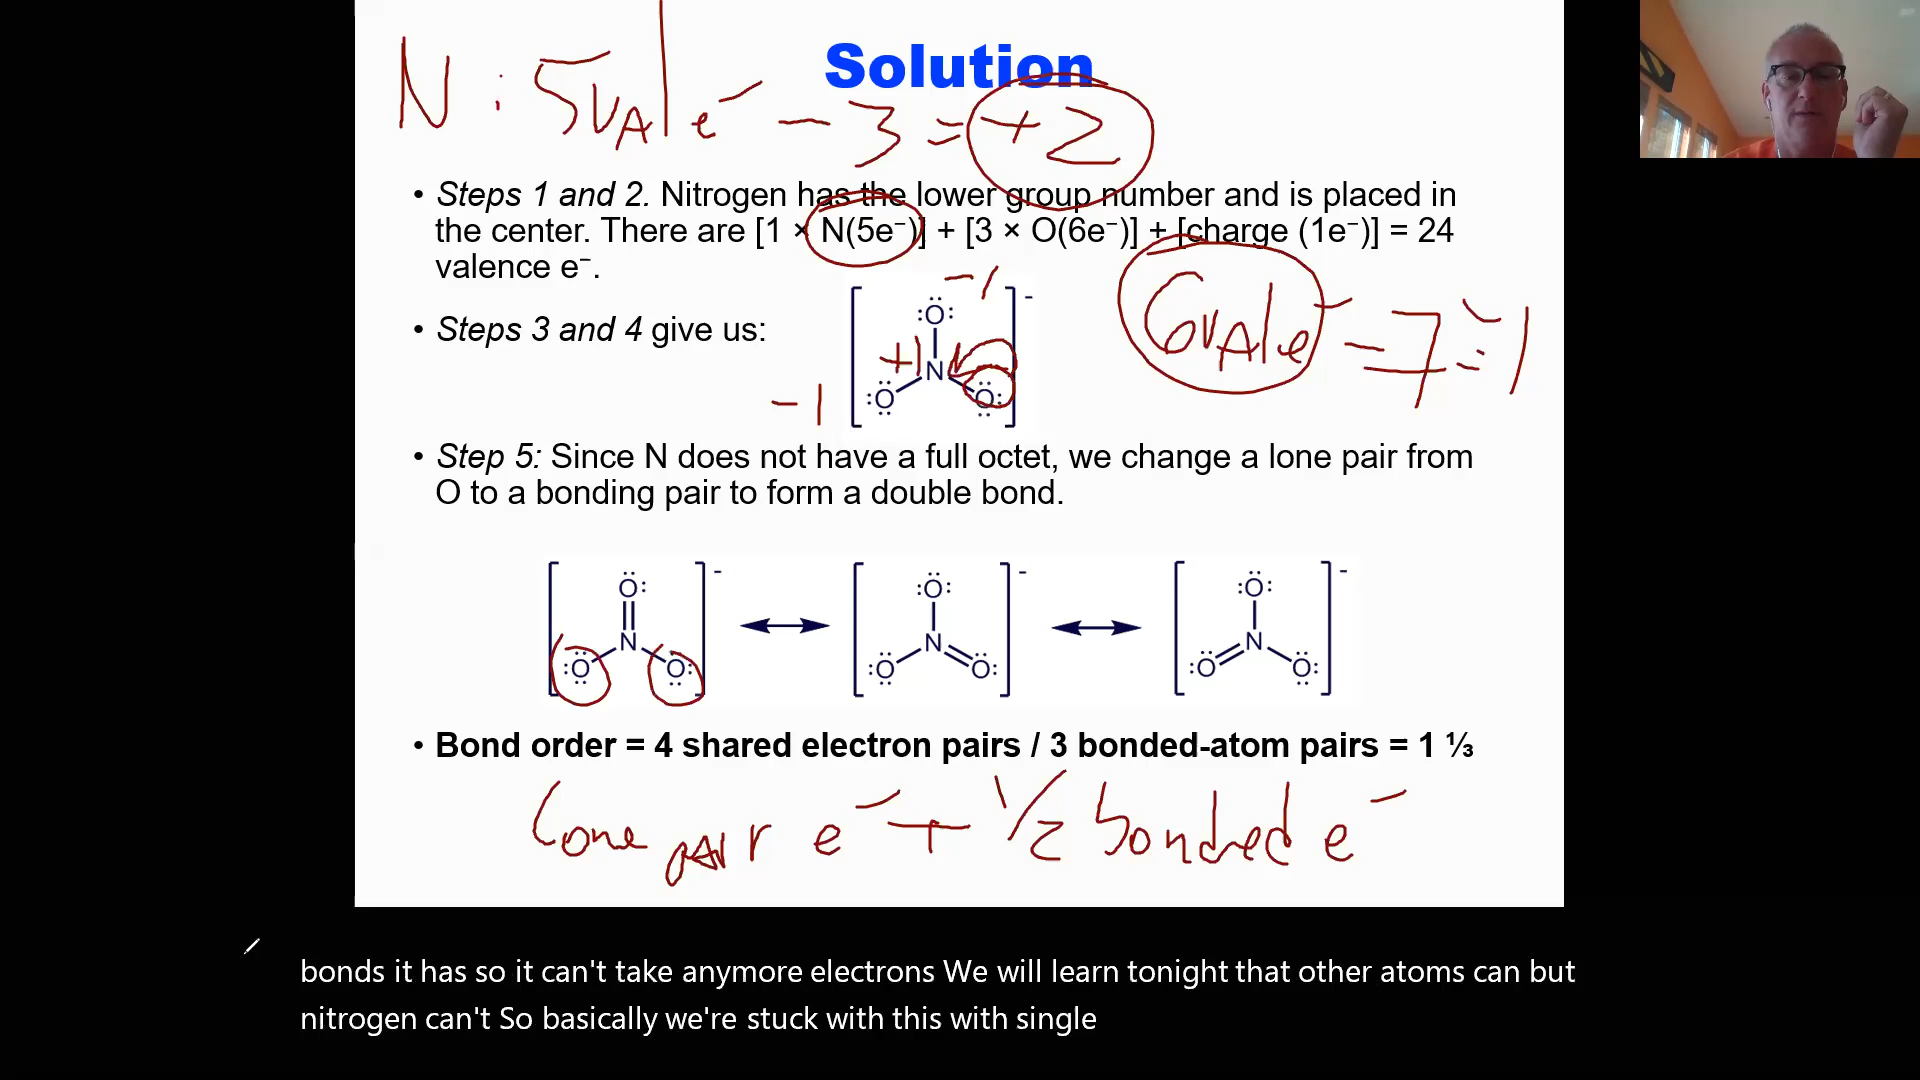 Solution
N : 5 val e⁻ - 3 = +2
• Steps 1 and 2. Nitrogen has the lower group number and is placed in
the center. There are [1 × N(5e⁻)] + [3 × O(6e⁻)] + [charge (1e⁻)] = 24
valence e⁻.
-1
:Ö: -
• Steps 3 and 4 give us:
6 val e⁻ - 7 = -1
+1 N
-1
:O O:
• Step 5: Since N does not have a full octet, we change a lone pair from
O to a bonding pair to form a double bond.
- - -
Ö: :Ö: :Ö:
N N N
:O O: :O O: :O O:
• Bond order = 4 shared electron pairs / 3 bonded-atom pairs = 1 ⅓
Lone pair e⁻ + 1/2 bonded e⁻
bonds it has so it can't take anymore electrons We will learn tonight that other atoms can but
nitrogen can't So basically we're stuck with this with single